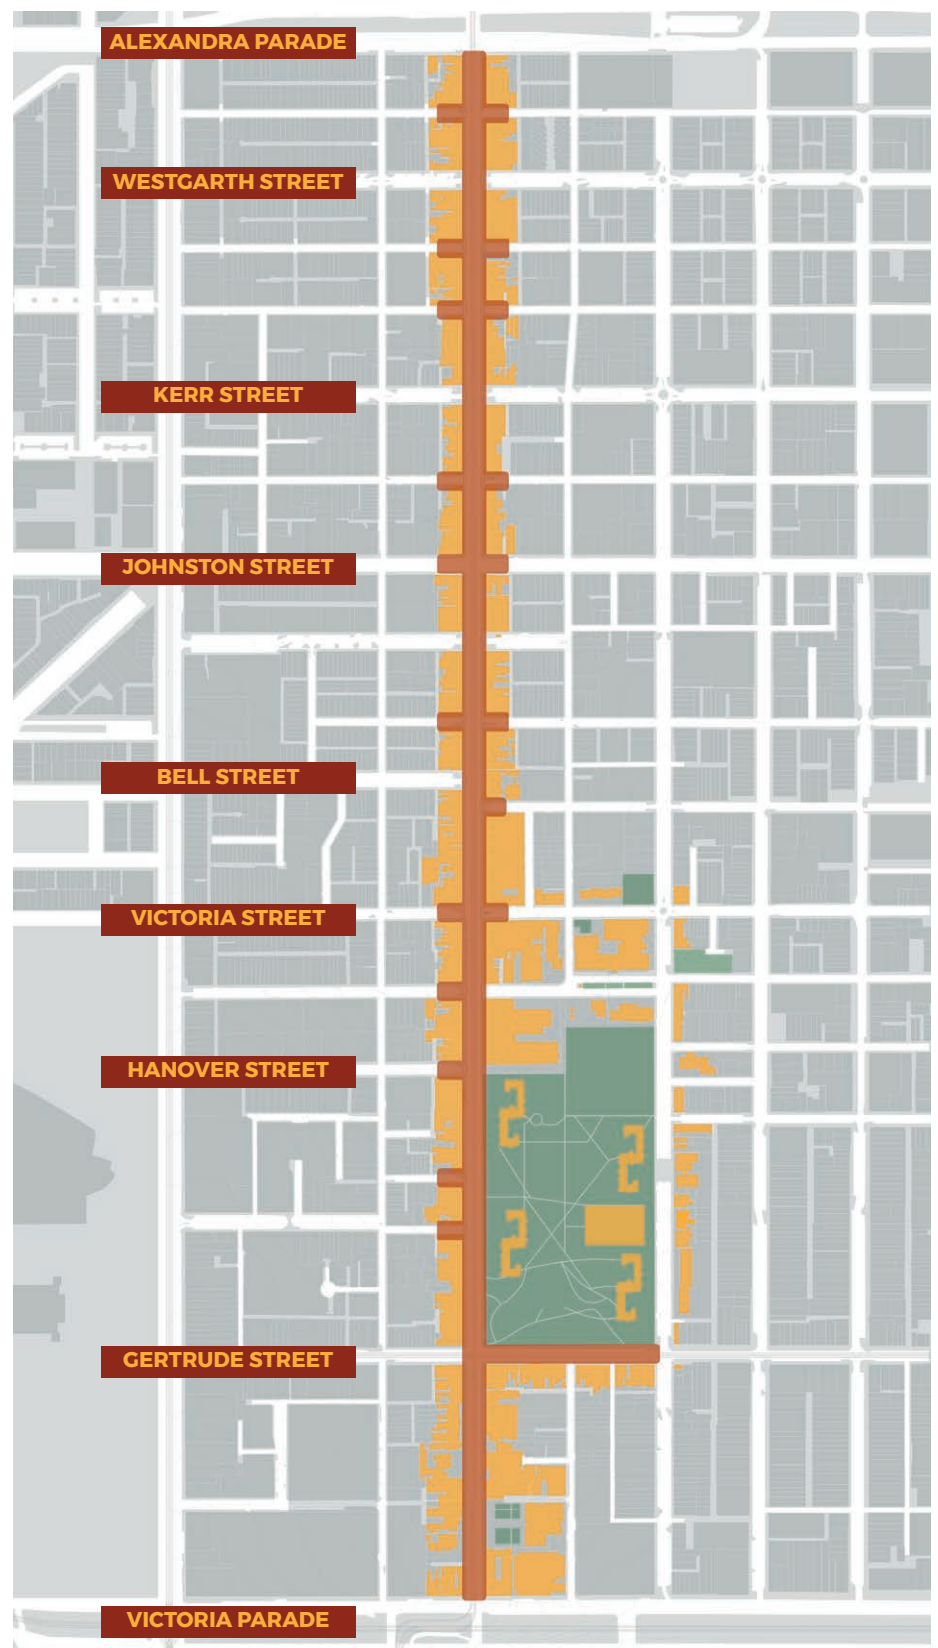 ALEXANDRA PARADE
WESTGARTH STREET
KERR STREET
JOHNSTON STREET
BELL STREET
VICTORIA STREET
HANOVER STREET
GERTRUDE STREET
VICTORIA PARADE